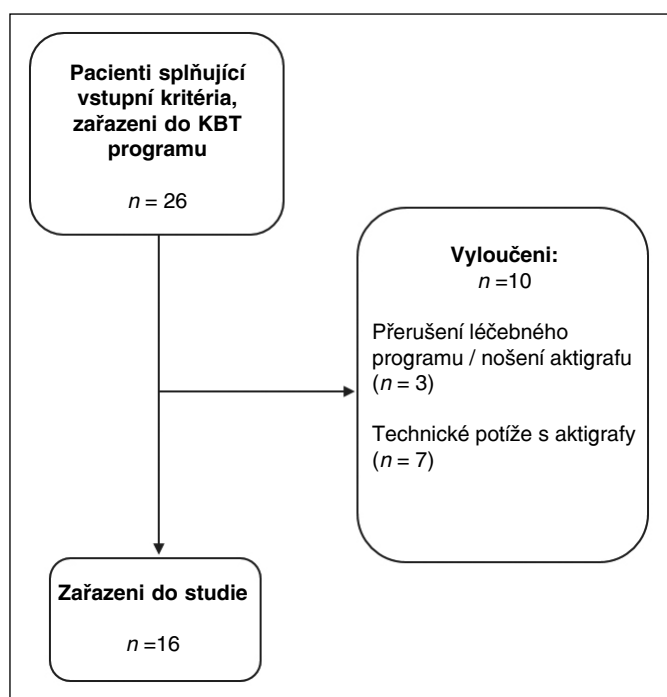 Pacienti splňující
vstupní kritéria,
zařazeni do KBT
programu
n = 26
Vyloučeni:
n =10
Přerušení léčebného
programu / nošení aktigrafu
(n = 3)
Technické potíže s aktigrafy
(n = 7)
Zařazeni do studie
n =16